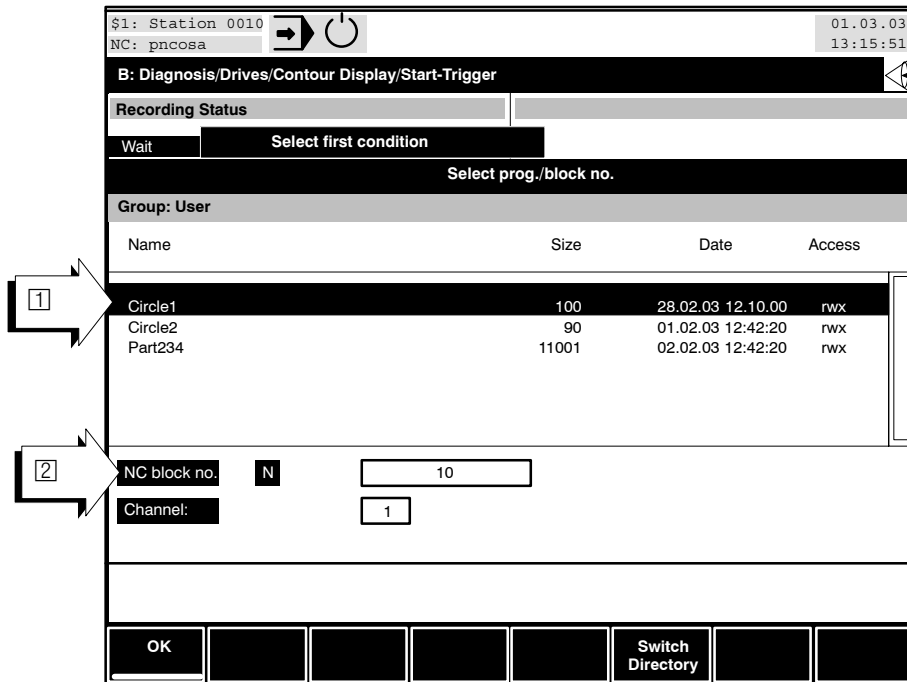 $1: Station 0010
NC: pncosa
01.03.03
13:15:51
B: Diagnosis/Drives/Contour Display/Start-Trigger
Recording Status
Wait
Select first condition
Select prog./block no.
Group: User
Name Size Date Access
1
Circle1 100 28.02.03 12.10.00 rwx
Circle2 90 01.02.03 12:42:20 rwx
Part234 11001 02.02.03 12:42:20 rwx
2
NC block no. N 10
Channel: 1
OK
Switch
Directory